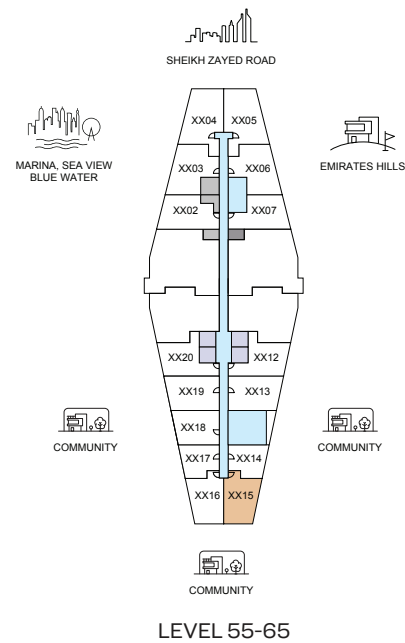 SHEIKH ZAYED ROAD
XX04 XX05
MARINA, SEA VIEW
BLUE WATER
EMIRATES HILLS
XX03 XX06
XX02 XX07
XX20 XX12
XX19 XX13
XX18
COMMUNITY
COMMUNITY
XX17 XX14
XX16 XX15
COMMUNITY
LEVEL 55-65